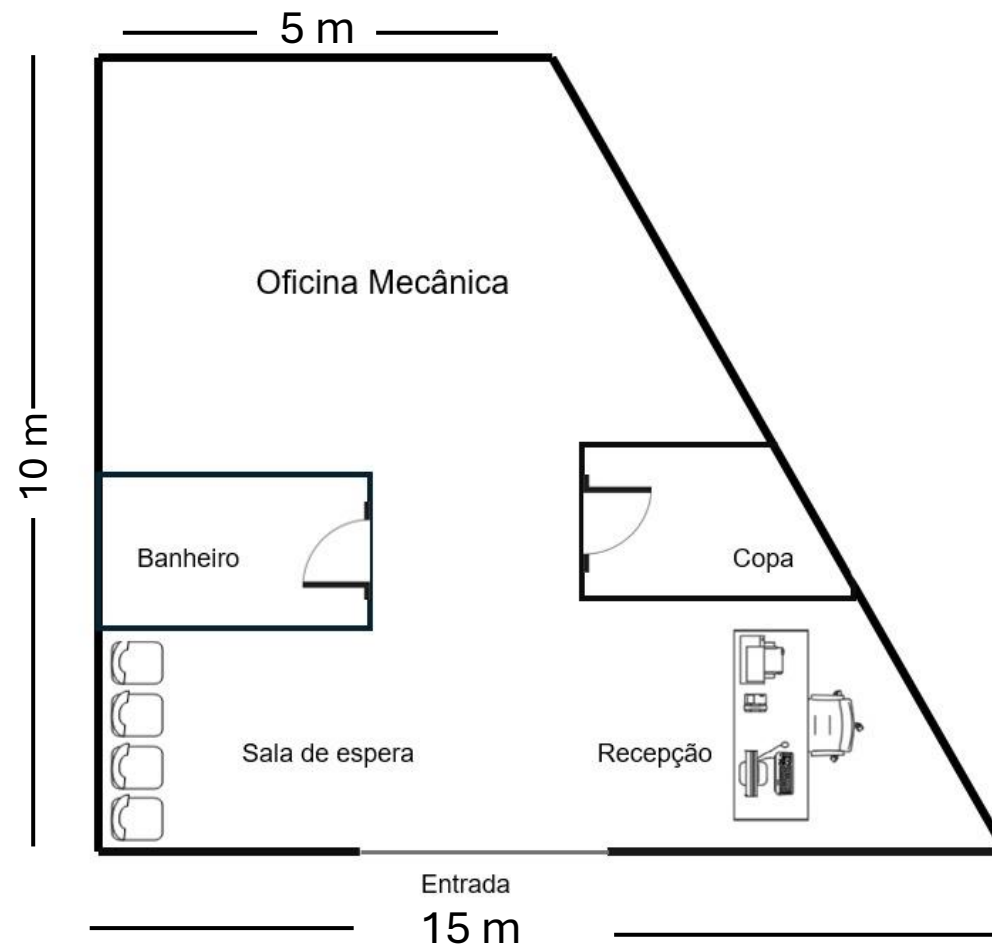 5 m
Oficina Mecânica
10 m
Banheiro
Copa
Sala de espera
Recepção
Entrada
15 m